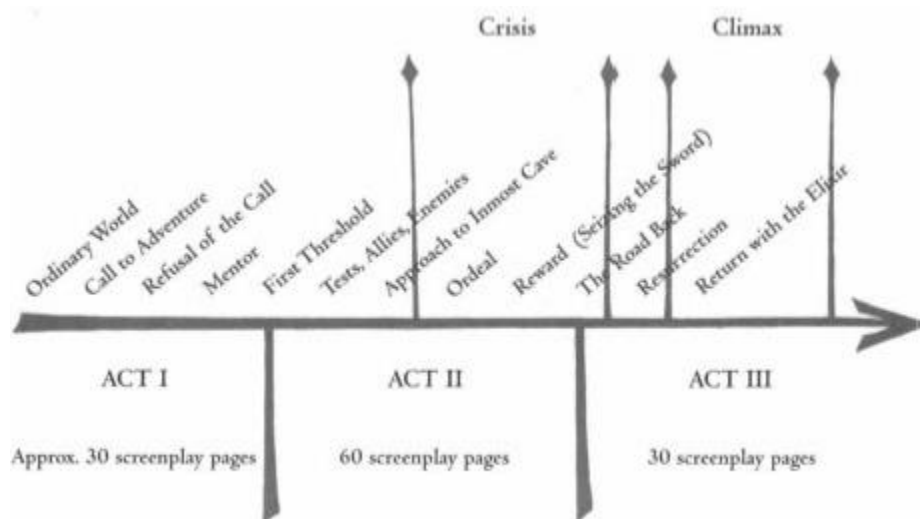 Crisis
Climax
Ordinary World
Call to Adventure
Refusal of the Call
Mentor
First Threshold
Tests, Allies, Enemies
Approach to Inmost Cave
Ordeal
Reward (Seizing the Sword)
The Road Back
Resurrection
Return with the Elixir
ACT I
ACT II
ACT III
Approx. 30 screenplay pages
60 screenplay pages
30 screenplay pages